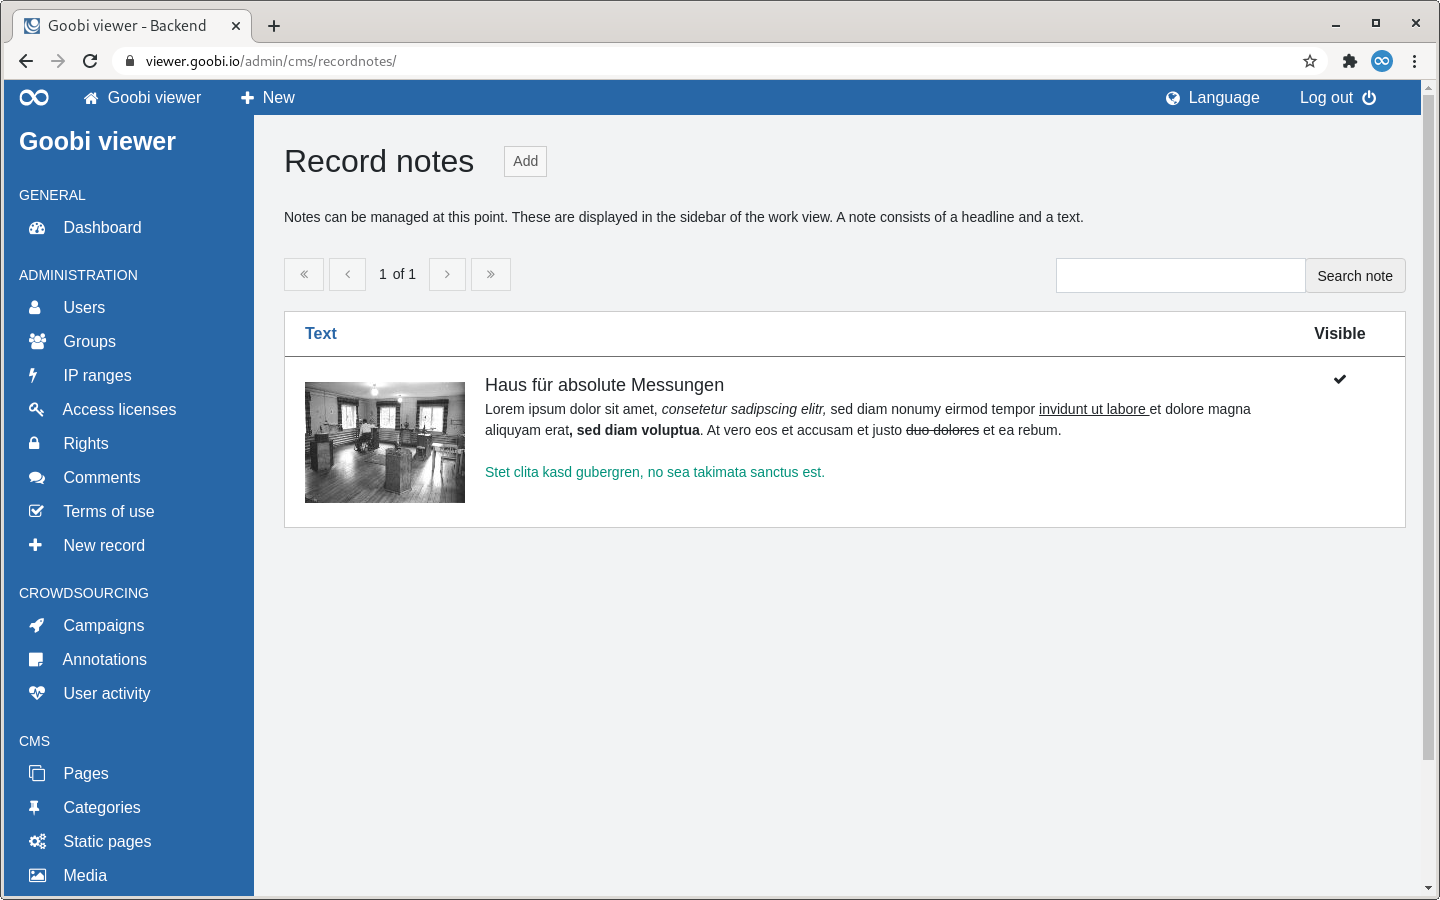 Goobi viewer - Backend
viewer.goobi.io/admin/cms/recordnotes/
Goobi viewer
New
Language
Log out
Goobi viewer
GENERAL
Dashboard
ADMINISTRATION
Users
Groups
IP ranges
Access licenses
Rights
Comments
Terms of use
New record
CROWDSOURCING
Campaigns
Annotations
User activity
CMS
Pages
Categories
Static pages
Media
Record notes
Add
Notes can be managed at this point. These are displayed in the sidebar of the work view. A note consists of a headline and a text.
« ‹ 1 of 1 › »
Search note
Text
Visible
Haus für absolute Messungen
Lorem ipsum dolor sit amet, consetetur sadipscing elitr, sed diam nonumy eirmod tempor invidunt ut labore et dolore magna
aliquyam erat, sed diam voluptua. At vero eos et accusam et justo duo dolores et ea rebum.
Stet clita kasd gubergren, no sea takimata sanctus est.